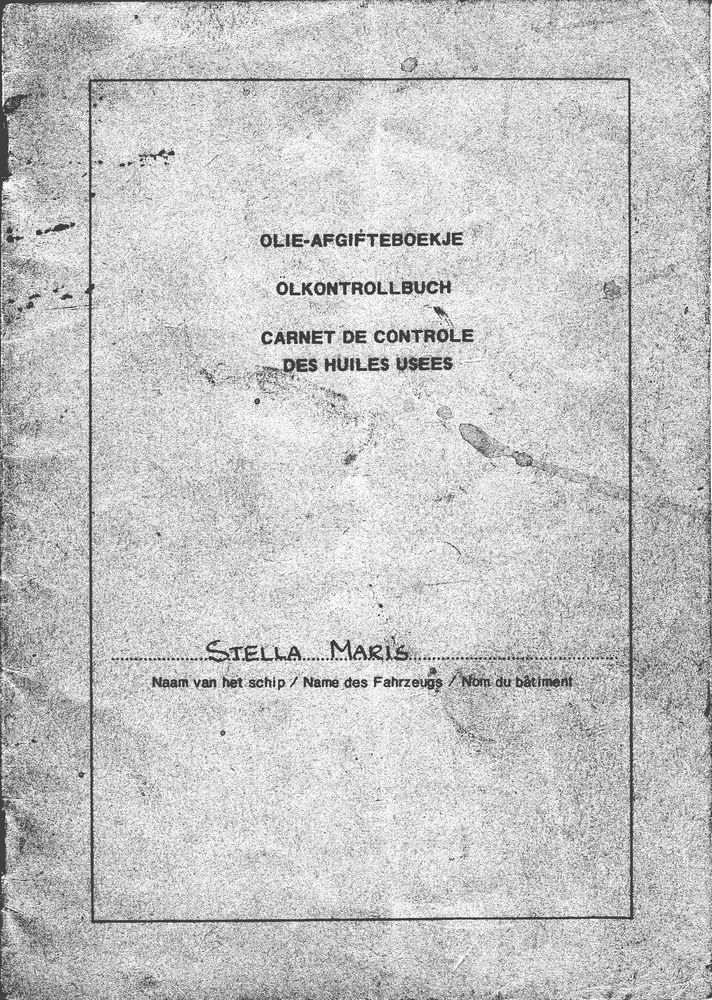 OLIE-AFGIFTEBOEKJE
ÖLKONTROLLBUCH
CARNET DE CONTROLE
DES HUILES USEES
STELLA MARIS
Naam van het schip / Name des Fahrzeugs / Nom du bâtiment